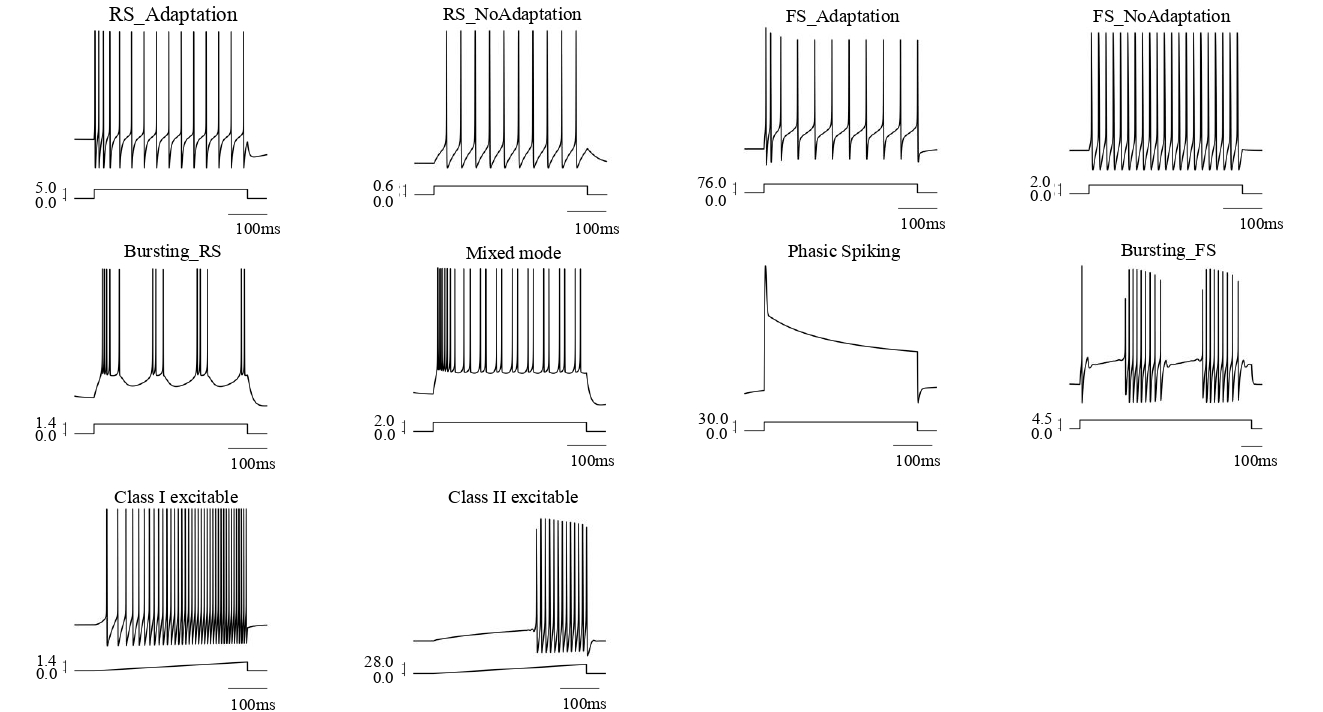 RS_Adaptation
RS_NoAdaptation
FS_Adaptation
FS_NoAdaptation
5.0
0.0
100ms
0.6
0.0
100ms
76.0
0.0
100ms
2.0
0.0
100ms
Bursting_RS
Mixed mode
Phasic Spiking
Bursting_FS
1.4
0.0
100ms
2.0
0.0
100ms
30.0
0.0
100ms
4.5
0.0
100ms
Class I excitable
Class II excitable
1.4
0.0
100ms
28.0
0.0
100ms